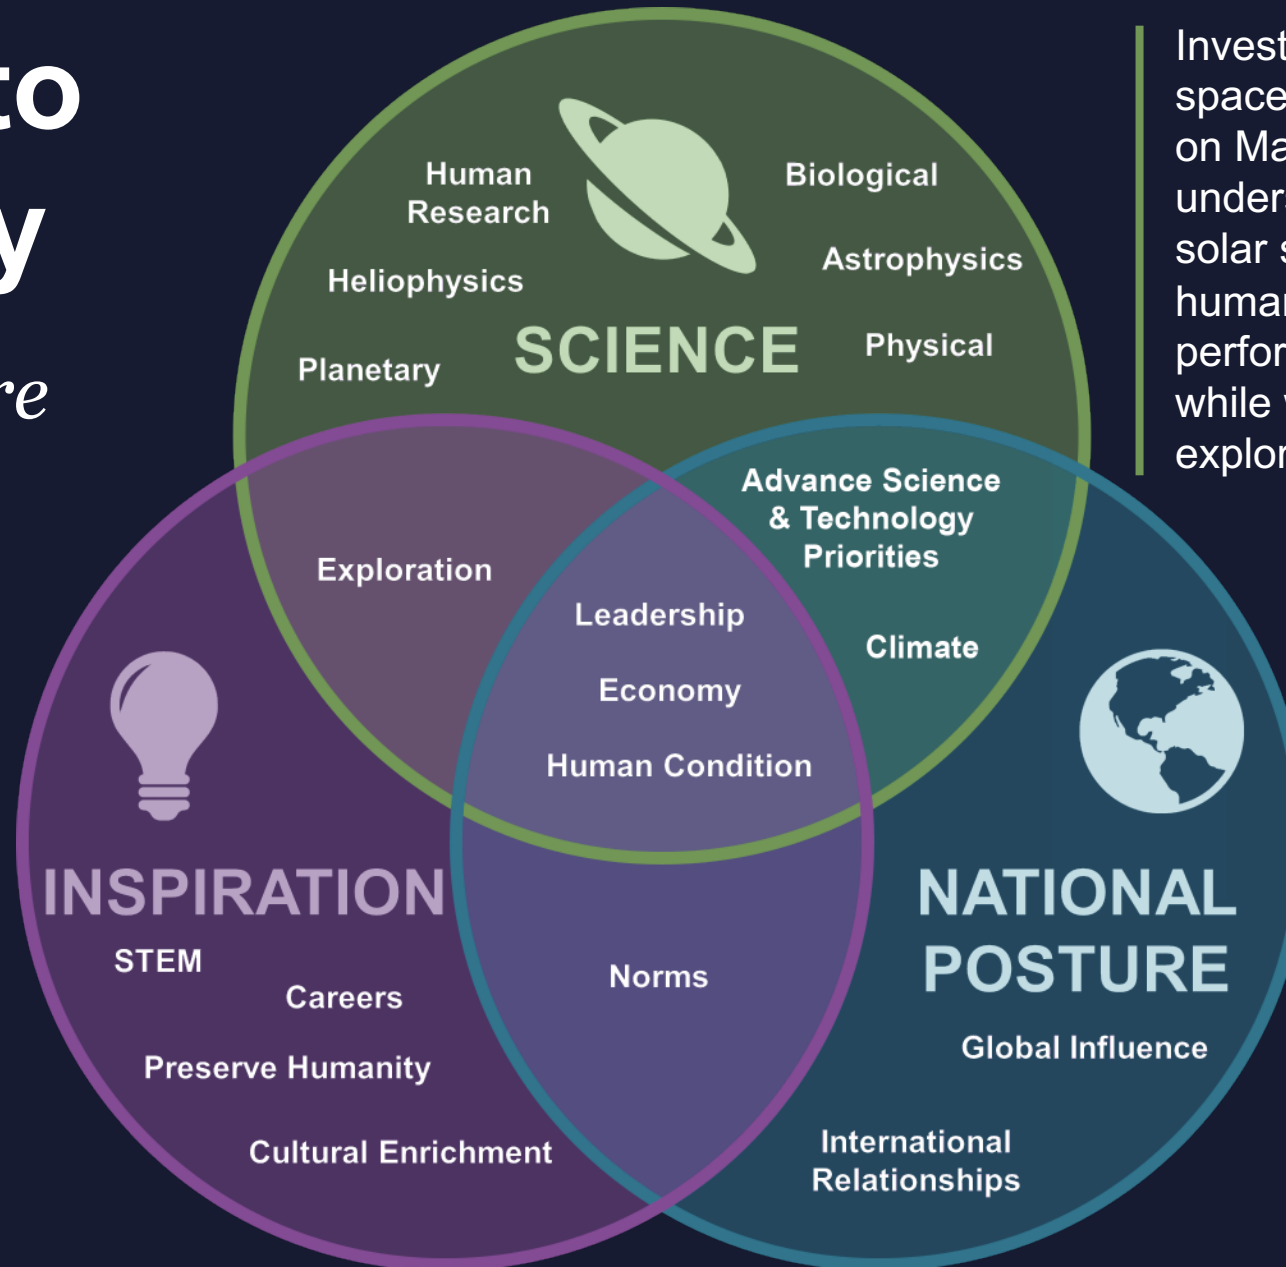 to
y
re
Human
Research
Biological
Heliophysics
Astrophysics
SCIENCE
Planetary
Physical
Exploration
Advance Science
& Technology
Priorities
Climate
Leadership
Economy
Human Condition
INSPIRATION
STEM
Careers
Preserve Humanity
Cultural Enrichment
Norms
NATIONAL
POSTURE
Global Influence
International
Relationships
Invest
space
on Ma
under
solar s
human
perfor
while
explor